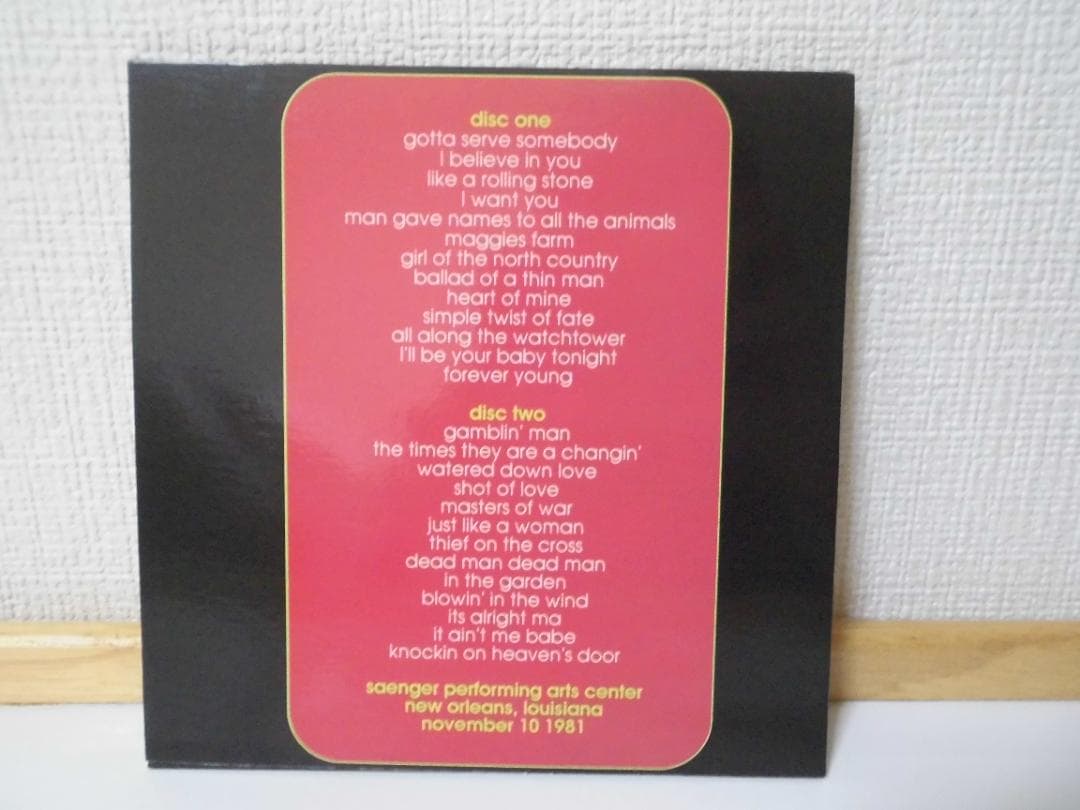 disc one
gotta serve somebody
I believe in you
like a rolling stone
I want you
man gave names to all the animals
maggies farm
girl of the north country
ballad of a thin man
heart of mine
simple twist of fate
all along the watchtower
I'll be your baby tonight
forever young
disc two
gamblin' man
the times they are a changin'
watered down love
shot of love
masters of war
just like a woman
thief on the cross
dead man dead man
in the garden
blowin' in the wind
its alright ma
it ain't me babe
knockin on heaven's door
saenger performing arts center
new orleans, louisiana
november 10 1981